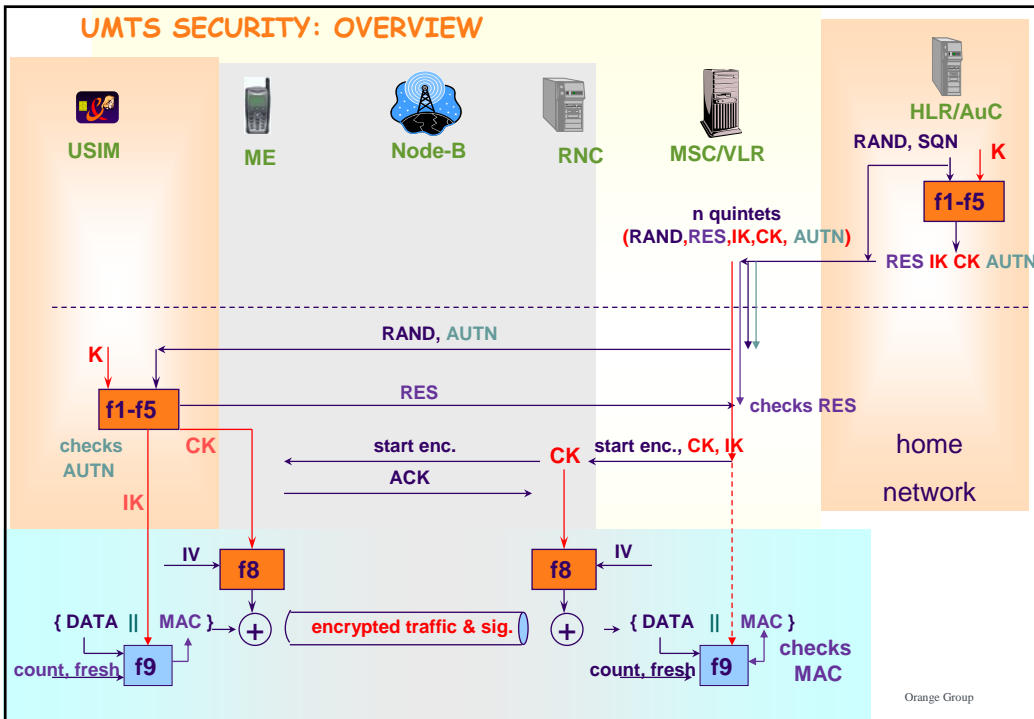 UMTS SECURITY: OVERVIEW
USIM
ME
Node-B
RNC
MSC/VLR
HLR/AuC
RAND, SQN
K
f1-f5
n quintets
(RAND,RES,IK,CK, AUTN)
RES IK CK AUTN
RAND, AUTN
K
f1-f5
RES
checks RES
checks
AUTN
CK
start enc.
CK
start enc., CK, IK
ACK
IK
home
network
IV
f8
f8
IV
{ DATA || MAC }
+
encrypted traffic & sig.
+
{ DATA || MAC }
count, fresh
f9
count, fresh
f9
checks
MAC
Orange Group